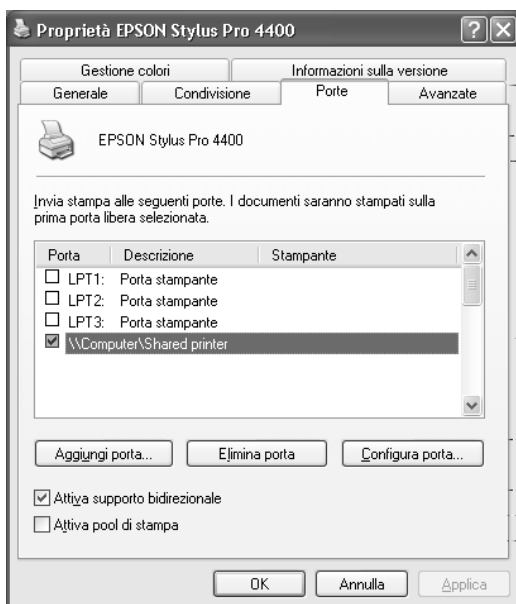 Proprietà EPSON Stylus Pro 4400
Gestione colori Informazioni sulla versione
Generale Condivisione Porte Avanzate
EPSON Stylus Pro 4400
Invia stampa alle seguenti porte. I documenti saranno stampati sulla
prima porta libera selezionata.
Porta Descrizione Stampante
LPT1: Porta stampante
LPT2: Porta stampante
LPT3: Porta stampante
\\Computer\Shared printer
Aggiungi porta... Elimina porta Configura porta...
Attiva supporto bidirezionale
Attiva pool di stampa
OK Annulla Applica